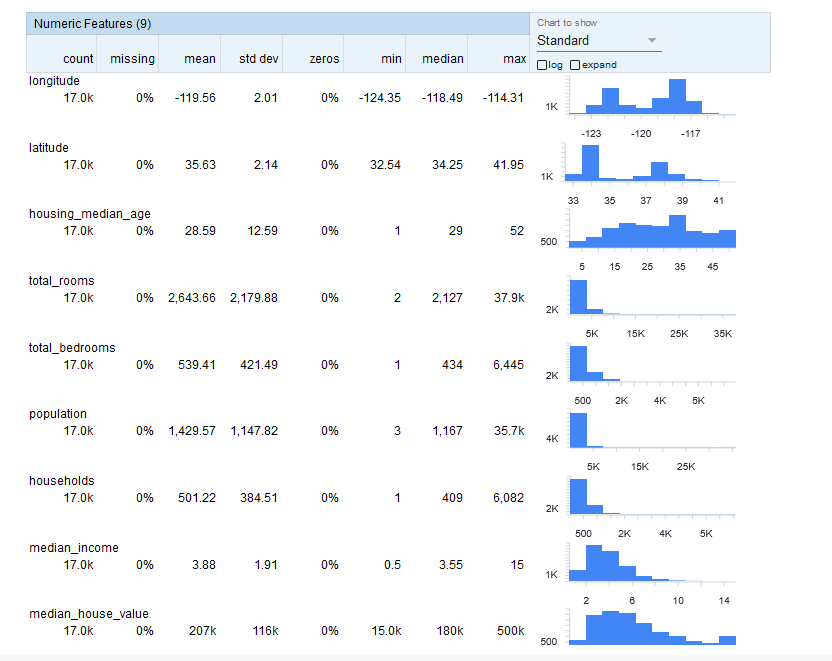 Numeric Features (9)
Chart to show
Standard
count missing mean std dev zeros min median max
log expand
longitude
17.0k 0% -119.56 2.01 0% -124.35 -118.49 -114.31
1K
-123 -120 -117
latitude
17.0k 0% 35.63 2.14 0% 32.54 34.25 41.95
1K
33 35 37 39 41
housing_median_age
17.0k 0% 28.59 12.59 0% 1 29 52
500
5 15 25 35 45
total_rooms
17.0k 0% 2,643.66 2,179.88 0% 2 2,127 37.9k
2K
5K 15K 25K 35K
total_bedrooms
17.0k 0% 539.41 421.49 0% 1 434 6,445
2K
500 2K 4K 5K
population
17.0k 0% 1,429.57 1,147.82 0% 3 1,167 35.7k
4K
5K 15K 25K
households
17.0k 0% 501.22 384.51 0% 1 409 6,082
2K
500 2K 4K 5K
median_income
17.0k 0% 3.88 1.91 0% 0.5 3.55 15
1K
2 6 10 14
median_house_value
17.0k 0% 207k 116k 0% 15.0k 180k 500k
500